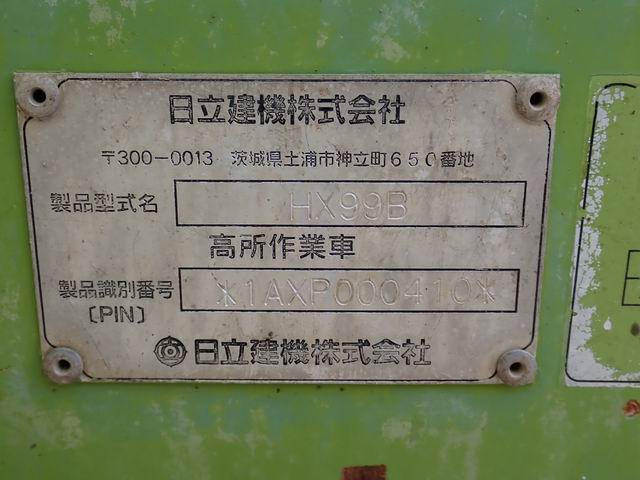 日立建機株式会社
〒300-0013 茨城県土浦市神立町650番地
製品型式名 HX99B
高所作業車
製品識別番号 *1AXP000410*
〔PIN〕
日立建機株式会社